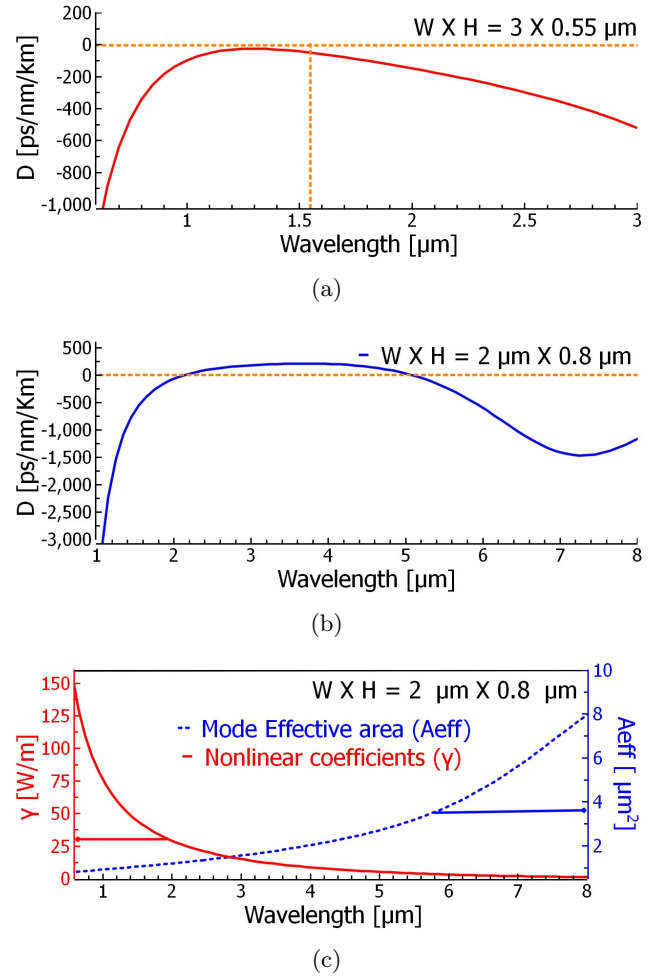 W X H = 3 X 0.55 µm
D [ps/nm/km]
200
0
-200
-400
-600
-800
-1,000
1 1.5 2 2.5 3
Wavelength [µm]
(a)
W X H = 2 µm X 0.8 µm
D [ps/nm/Km]
500
0
-500
-1,000
-1,500
-2,000
-2,500
-3,000
1 2 3 4 5 6 7 8
Wavelength [µm]
(b)
W X H = 2 µm X 0.8 µm
Mode Effective area (Aeff)
Nonlinear coefficients (γ)
γ [W/m]
150
125
100
75
50
25
0
Aeff [ µm²]
10
8
6
4
2
1 2 3 4 5 6 7 8
Wavelength [µm]
(c)